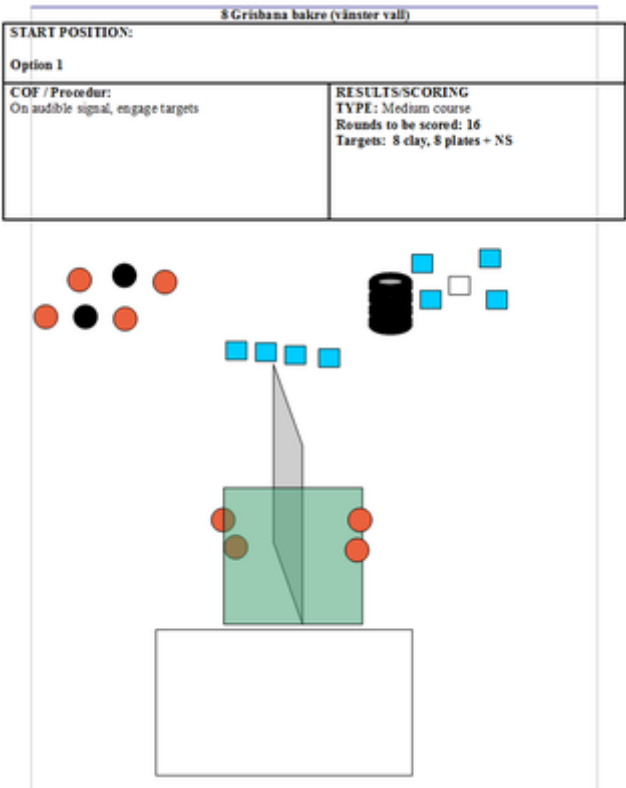 8 Grisbana bakre (vänster vall)
START POSITION:
Option 1
COF / Procedur:
On audible signal, engage targets
RESULTS/SCORING
TYPE: Medium course
Rounds to be scored: 16
Targets: 8 clay, 8 plates + NS